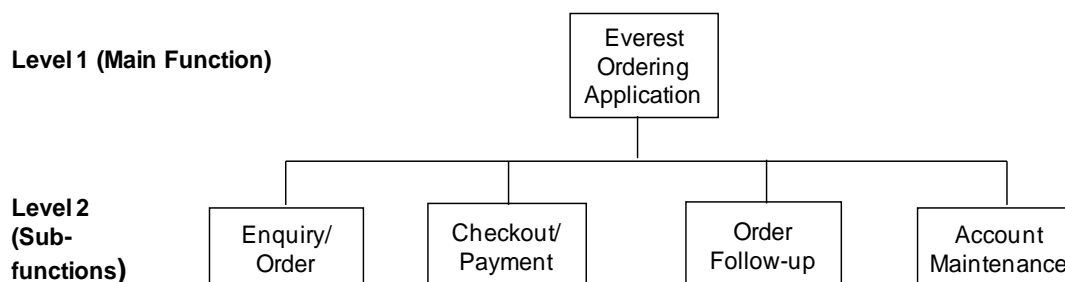 Level 1 (Main Function)
Everest
Ordering
Application
Level 2
(Sub-
functions)
Enquiry/
Order
Checkout/
Payment
Order
Follow-up
Account
Maintenance